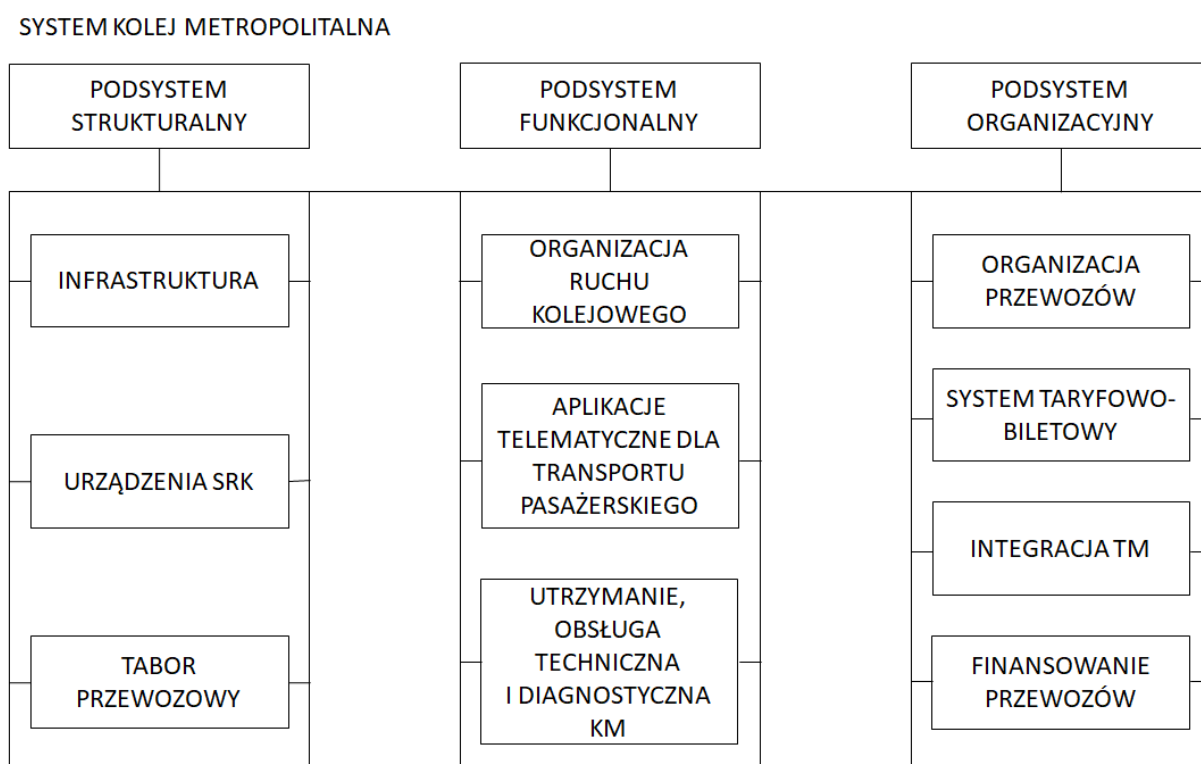 SYSTEM KOLEJ METROPOLITALNA
PODSYSTEM
STRUKTURALNY
PODSYSTEM
FUNKCJONALNY
PODSYSTEM
ORGANIZACYJNY
INFRASTRUKTURA
URZĄDZENIA SRK
TABOR
PRZEWOZOWY
ORGANIZACJA
RUCHU
KOLEJOWEGO
APLIKACJE
TELEMATYCZNE DLA
TRANSPORTU
PASAŻERSKIEGO
UTRZYMANIE,
OBSŁUGA
TECHNICZNA
I DIAGNOSTYCZNA
KM
ORGANIZACJA
PRZEWOZÓW
SYSTEM TARYFOWO-
BILETOWY
INTEGRACJA TM
FINANSOWANIE
PRZEWOZÓW